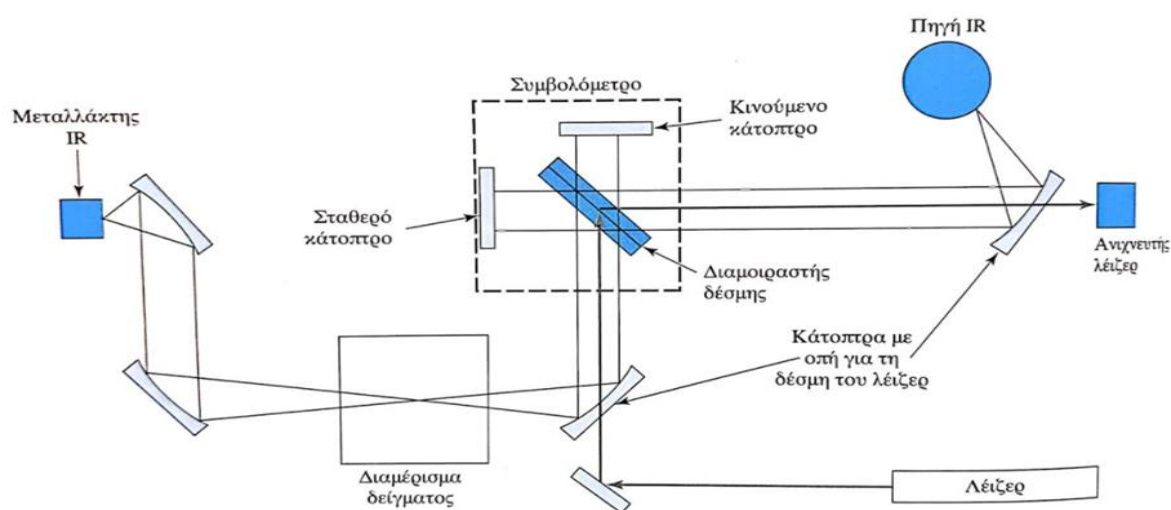 Πηγή IR
Συμβολόμετρο
Μεταλλάκτης
IR
Κινούμενο
κάτοπτρο
Σταθερό
κάτοπτρο
Διαμοιραστής
δέσμης
Ανιχνευτής
λέιζερ
Κάτοπτρα με
οπή για τη
δέσμη του λέιζερ
Διαμέρισμα
δείγματος
Λέιζερ